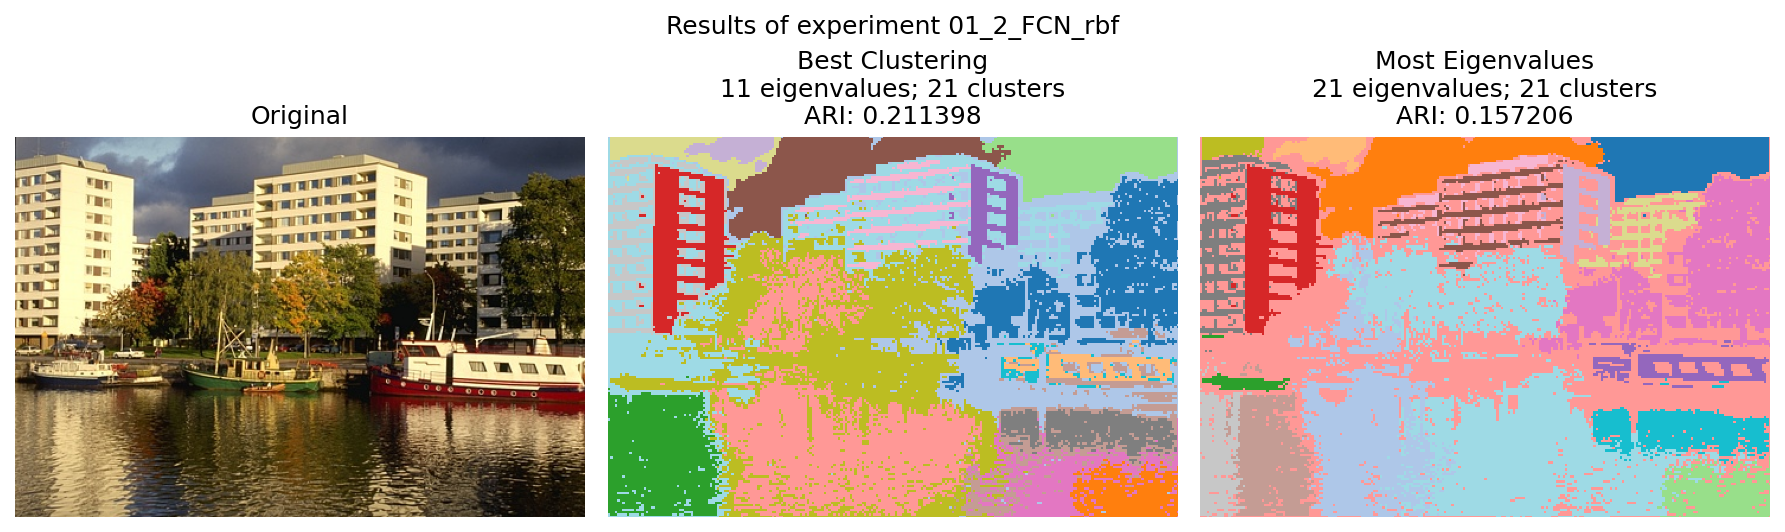 Results of experiment 01_2_FCN_rbf
Original
Best Clustering
11 eigenvalues; 21 clusters
ARI: 0.211398
Most Eigenvalues
21 eigenvalues; 21 clusters
ARI: 0.157206